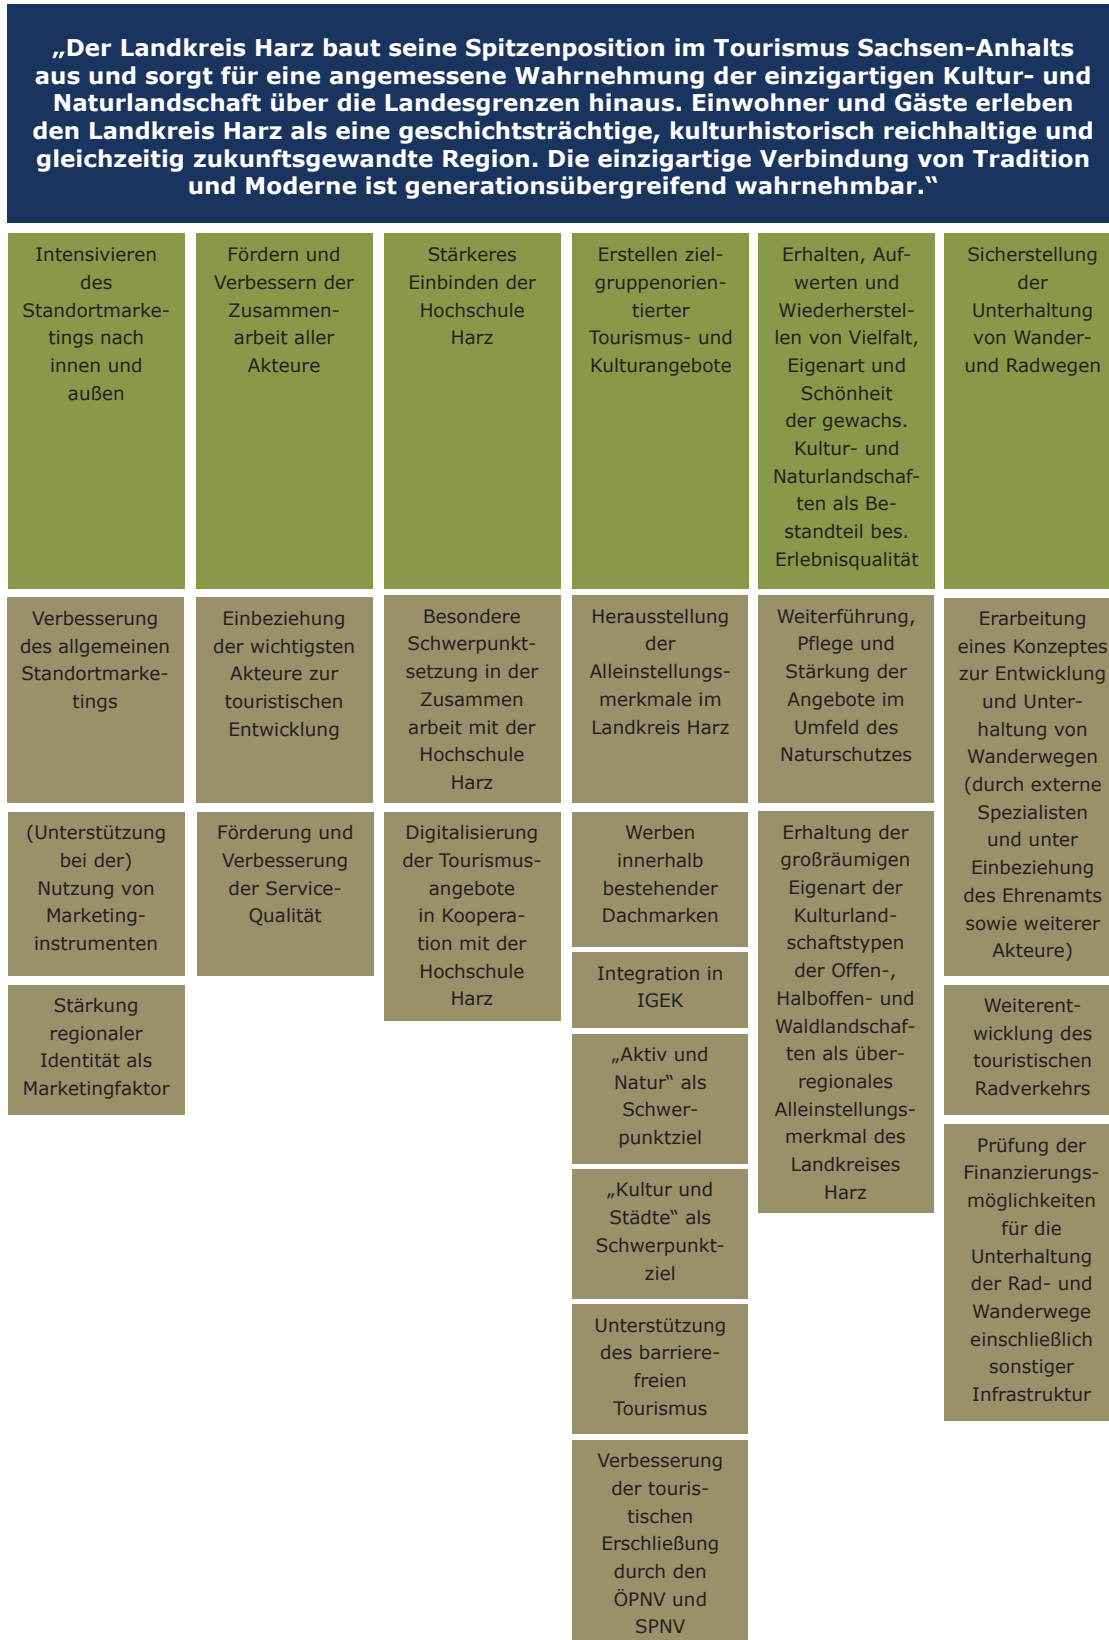 „Der Landkreis Harz baut seine Spitzenposition im Tourismus Sachsen-Anhalts
aus und sorgt für eine angemessene Wahrnehmung der einzigartigen Kultur- und
Naturlandschaft über die Landesgrenzen hinaus. Einwohner und Gäste erleben
den Landkreis Harz als eine geschichtsträchtige, kulturhistorisch reichhaltige und
gleichzeitig zukunftsgewandte Region. Die einzigartige Verbindung von Tradition
und Moderne ist generationsübergreifend wahrnehmbar.“
Intensivieren
des
Standortmarke-
tings nach
innen und
außen
Fördern und
Verbessern der
Zusammen-
arbeit aller
Akteure
Stärkeres
Einbinden der
Hochschule
Harz
Erstellen ziel-
gruppenorien-
tierter
Tourismus- und
Kulturangebote
Erhalten, Auf-
werten und
Wiederherstel-
len von Vielfalt,
Eigenart und
Schönheit
der gewachs.
Kultur- und
Naturlandschaf-
ten als Be-
standteil bes.
Erlebnisqualität
Sicherstellung
der
Unterhaltung
von Wander-
und Radwegen
Verbesserung
des allgemeinen
Standortmarke-
tings
Einbeziehung
der wichtigsten
Akteure zur
touristischen
Entwicklung
Besondere
Schwerpunkt-
setzung in der
Zusammen
arbeit mit der
Hochschule
Harz
Herausstellung
der
Alleinstellungs-
merkmale im
Landkreis Harz
Weiterführung,
Pflege und
Stärkung der
Angebote im
Umfeld des
Naturschutzes
Erarbeitung
eines Konzeptes
zur Entwicklung
und Unter-
haltung von
Wanderwegen
(durch externe
Spezialisten
und unter
Einbeziehung
des Ehrenamts
sowie weiterer
Akteure)
(Unterstützung
bei der)
Nutzung von
Marketing-
instrumenten
Förderung und
Verbesserung
der Service-
Qualität
Digitalisierung
der Tourismus-
angebote
in Koopera-
tion mit der
Hochschule
Harz
Werben
innerhalb
bestehender
Dachmarken
Erhaltung der
großräumigen
Eigenart der
Kulturland-
schaftstypen
der Offen-,
Halboffen- und
Waldlandschaf-
ten als über-
regionales
Alleinstellungs-
merkmal des
Landkreises
Harz
Integration in
IGEK
Stärkung
regionaler
Identität als
Marketingfaktor
Weiterent-
wicklung des
touristischen
Radverkehrs
„Aktiv und
Natur“ als
Schwer-
punktziel
Prüfung der
Finanzierungs-
möglichkeiten
für die
Unterhaltung
der Rad- und
Wanderwege
einschließlich
sonstiger
Infrastruktur
„Kultur und
Städte“ als
Schwerpunkt-
ziel
Unterstützung
des barriere-
freien
Tourismus
Verbesserung
der touris-
tischen
Erschließung
durch den
ÖPNV und
SPNV